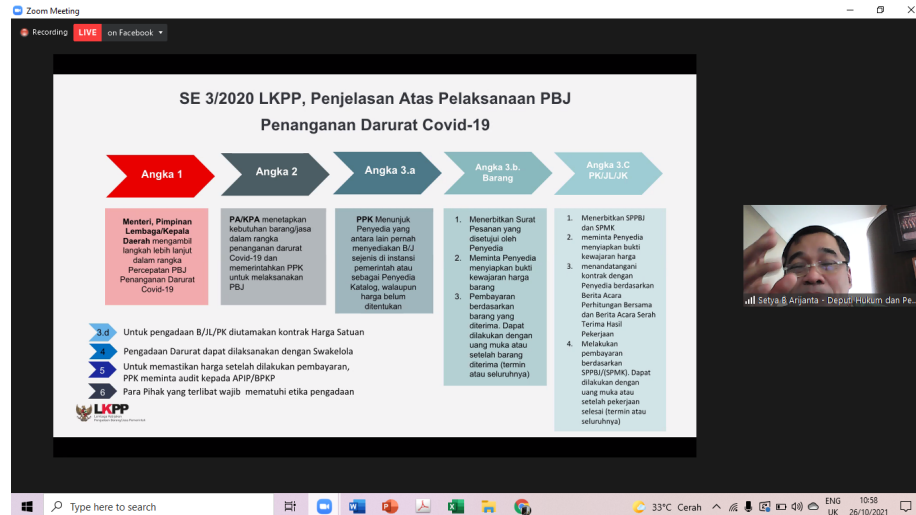 Zoom Meeting
Recording
LIVE
on Facebook
SE 3/2020 LKPP, Penjelasan Atas Pelaksanaan PBJ
Penanganan Darurat Covid-19
Angka 1
Angka 2
Angka 3.a
Angka 3.b.
Barang
Angka 3.C
PK/JL/JK
Menteri, Pimpinan
Lembaga/Kepala
Daerah mengambil
langkah lebih lanjut
dalam rangka
Percepatan PBJ
Penanganan Darurat
Covid-19
PA/KPA menetapkan
kebutuhan barang/jasa
dalam rangka
penanganan darurat
Covid-19 dan
memerintahkan PPK
untuk melaksanakan
PBJ
PPK Menunjuk
Penyedia yang
antara lain pernah
menyediakan B/J
sejenis di instansi
pemerintah atau
sebagai Penyedia
Katalog, walaupun
harga belum
ditentukan
1. Menerbitkan Surat
Pesanan yang
disetujui oleh
Penyedia
2. Meminta Penyedia
menyiapkan bukti
kewajaran harga
barang
3. Pembayaran
berdasarkan
barang yang
diterima. Dapat
dilakukan dengan
uang muka atau
setelah barang
diterima (termin
atau seluruhnya)
1. Menerbitkan SPPBJ
dan SPMK
2. meminta Penyedia
menyiapkan bukti
kewajaran harga
3. menandatangani
kontrak dengan
Penyedia berdasarkan
Berita Acara
Perhitungan Bersama
dan Berita Acara Serah
Terima Hasil
Pekerjaan
4. Melakukan
pembayaran
berdasarkan
SPPBJ/(SPMK). Dapat
dilakukan dengan
uang muka atau
setelah pekerjaan
selesai (termin atau
seluruhnya)
3.d Untuk pengadaan B/JL/PK diutamakan kontrak Harga Satuan
4 Pengadaan Darurat dapat dilaksanakan dengan Swakelola
5 Untuk memastikan harga setelah dilakukan pembayaran,
PPK meminta audit kepada APIP/BPKP
6 Para Pihak yang terlibat wajib mematuhi etika pengadaan
LKPP
Setya B Arijanta - Deputi Hukum dan Pe...
Type here to search
33°C Cerah
ENG
UK
10:58
26/10/2021